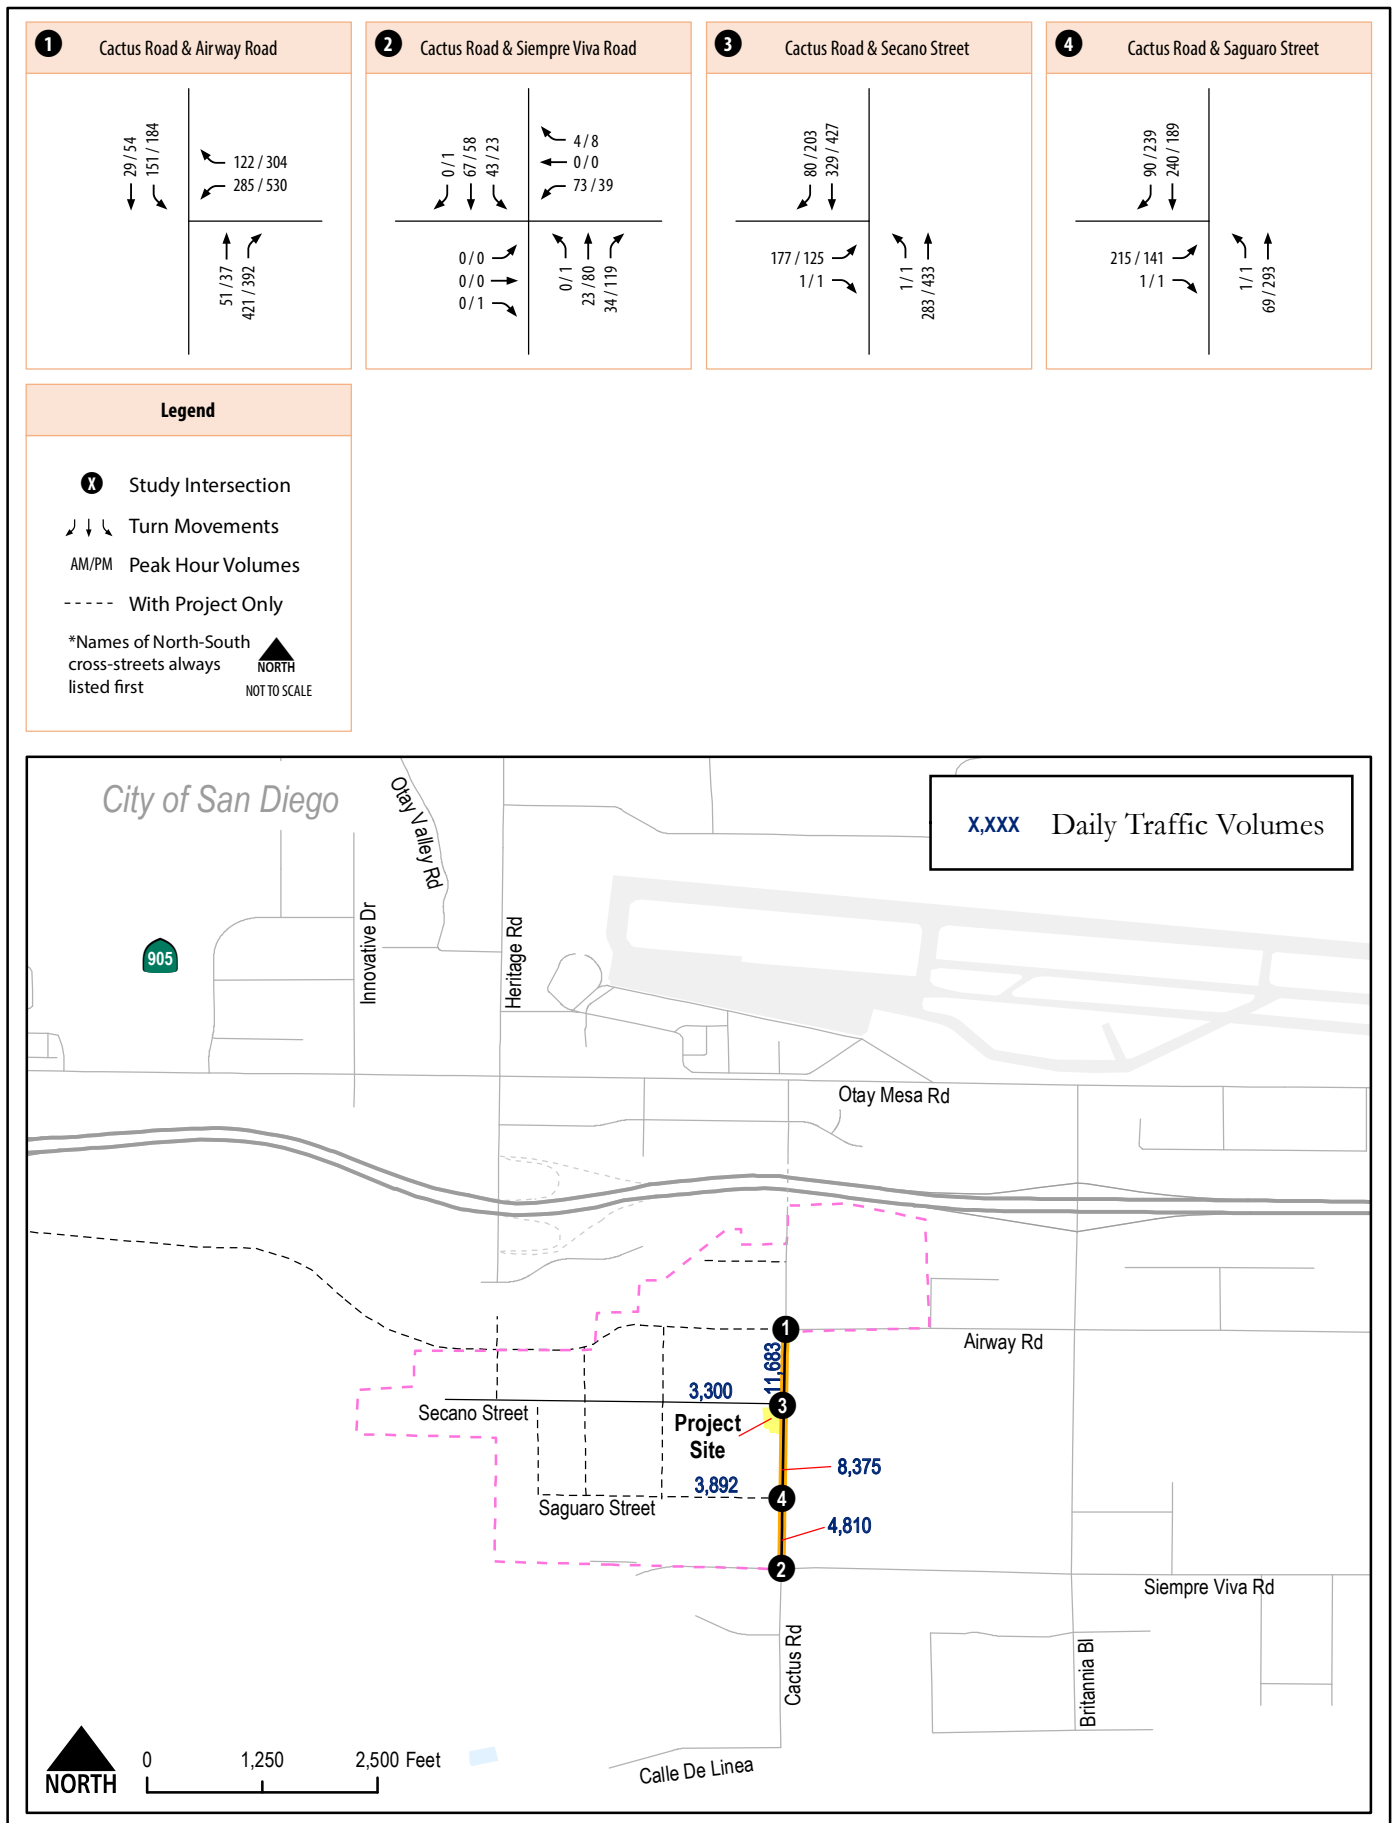 1 Cactus Road & Airway Road
29 / 54
151 / 184
122 / 304
285 / 530
51 / 37
421 / 392
2 Cactus Road & Siempre Viva Road
0 / 1
67 / 58
43 / 23
4 / 8
0 / 0
73 / 39
0 / 0
0 / 0
0 / 1
0 / 1
23 / 80
34 / 119
3 Cactus Road & Secano Street
80 / 203
329 / 427
177 / 125
1 / 1
1 / 1
283 / 433
4 Cactus Road & Saguaro Street
90 / 239
240 / 189
215 / 141
1 / 1
1 / 1
69 / 293
Legend
X Study Intersection
Turn Movements
AM/PM Peak Hour Volumes
With Project Only
*Names of North-South
cross-streets always
listed first
NORTH
NOT TO SCALE
City of San Diego
X,XXX Daily Traffic Volumes
Otay Valley Rd
Innovative Dr
Heritage Rd
905
Otay Mesa Rd
1
Airway Rd
11,683
3,300
3
Secano Street
Project
Site
8,375
3,892
4
Saguaro Street
4,810
2
Siempre Viva Rd
Cactus Rd
Britannia Bl
Calle De Linea
NORTH
0 1,250 2,500 Feet